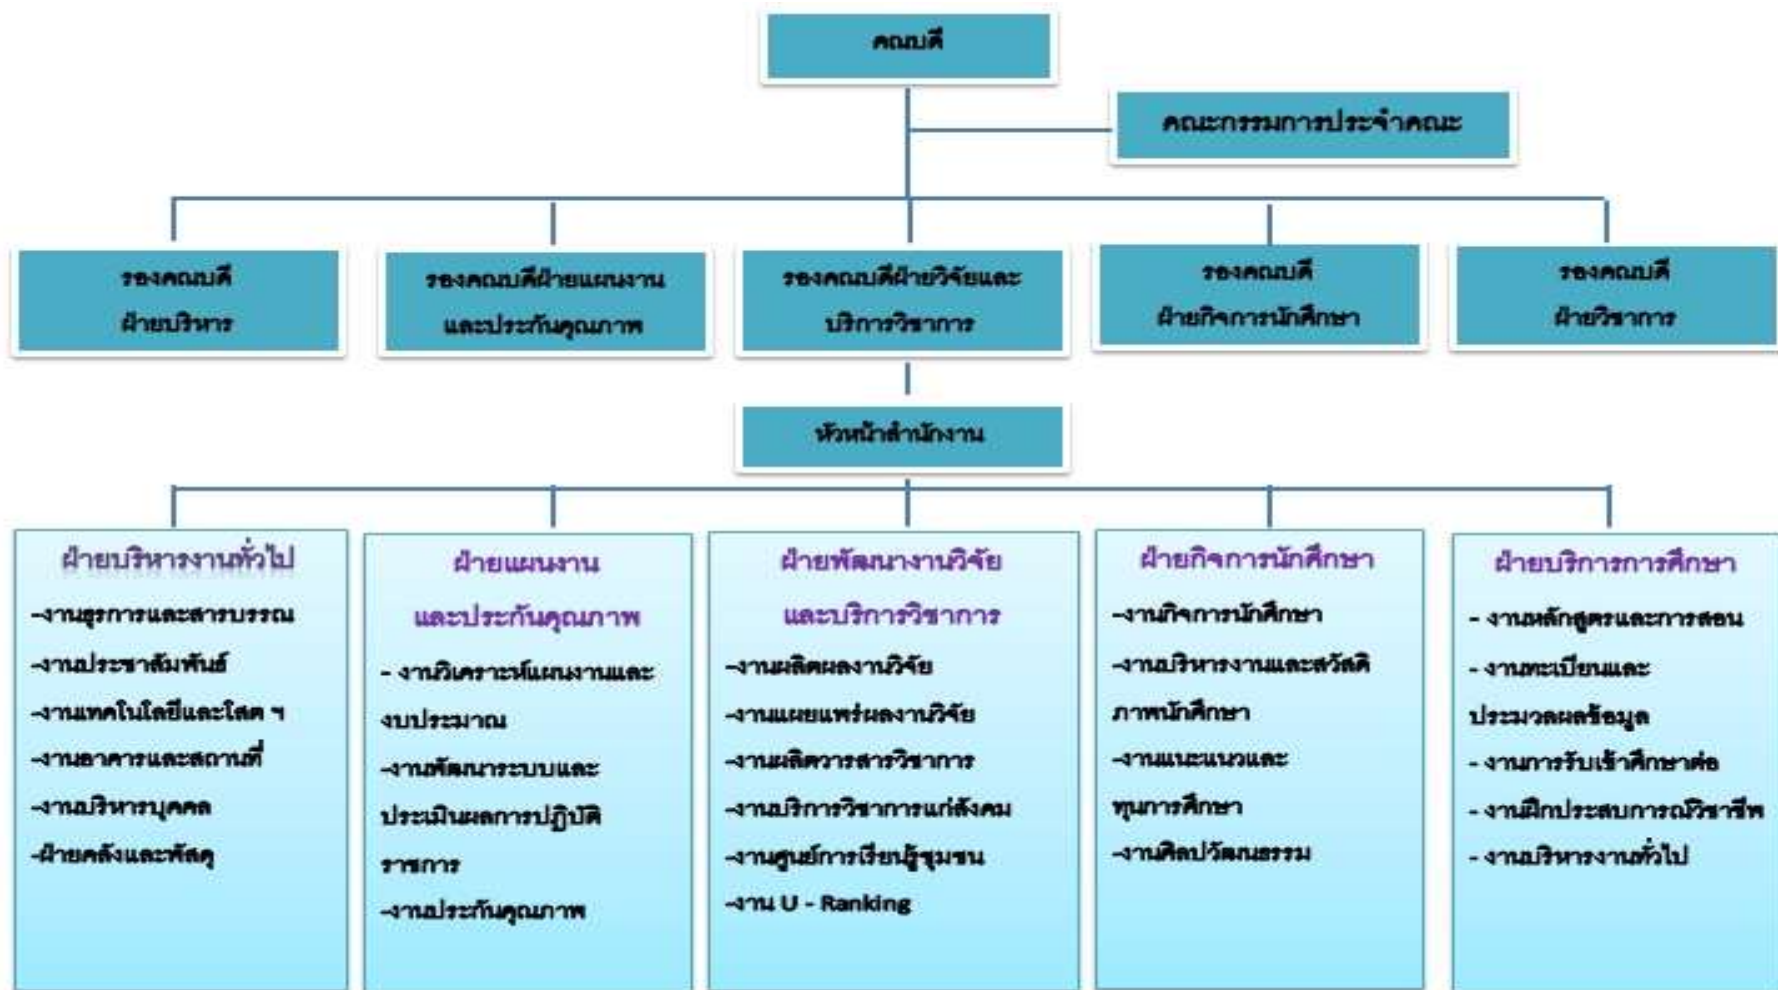 คณบดี
คณะกรรมการประจำคณะ
รองคณบดี
ฝ่ายบริหาร
รองคณบดีฝ่ายแผนงาน
และประกันคุณภาพ
รองคณบดีฝ่ายวิจัยและ
บริการวิชาการ
รองคณบดี
ฝ่ายกิจการนักศึกษา
รองคณบดี
ฝ่ายวิชาการ
หัวหน้าสำนักงาน
ฝ่ายบริหารงานทั่วไป
-งานธุรการและสารบรรณ
-งานประชาสัมพันธ์
-งานเทคโนโลยีและโสต ฯ
-งานอาคารและสถานที่
-งานบริหารบุคคล
-ฝ่ายคลังและพัสดุ
ฝ่ายแผนงาน
และประกันคุณภาพ
- งานวิเคราะห์แผนงานและ
งบประมาณ
-งานพัฒนาระบบและ
ประเมินผลการปฏิบัติ
ราชการ
-งานประกันคุณภาพ
ฝ่ายพัฒนางานวิจัย
และบริการวิชาการ
-งานผลิตผลงานวิจัย
-งานเผยแพร่ผลงานวิจัย
-งานผลิตวารสารวิชาการ
-งานบริการวิชาการแก่สังคม
-งานศูนย์การเรียนรู้ชุมชน
-งาน U - Ranking
ฝ่ายกิจการนักศึกษา
-งานกิจการนักศึกษา
-งานบริหารงานและสวัสดิ
ภาพนักศึกษา
-งานแนะแนวและ
ทุนการศึกษา
-งานศิลปวัฒนธรรม
ฝ่ายบริการการศึกษา
- งานหลักสูตรและการสอน
- งานทะเบียนและ
ประมวลผลข้อมูล
- งานการรับเข้าศึกษาต่อ
- งานฝึกประสบการณ์วิชาชีพ
- งานบริหารงานทั่วไป